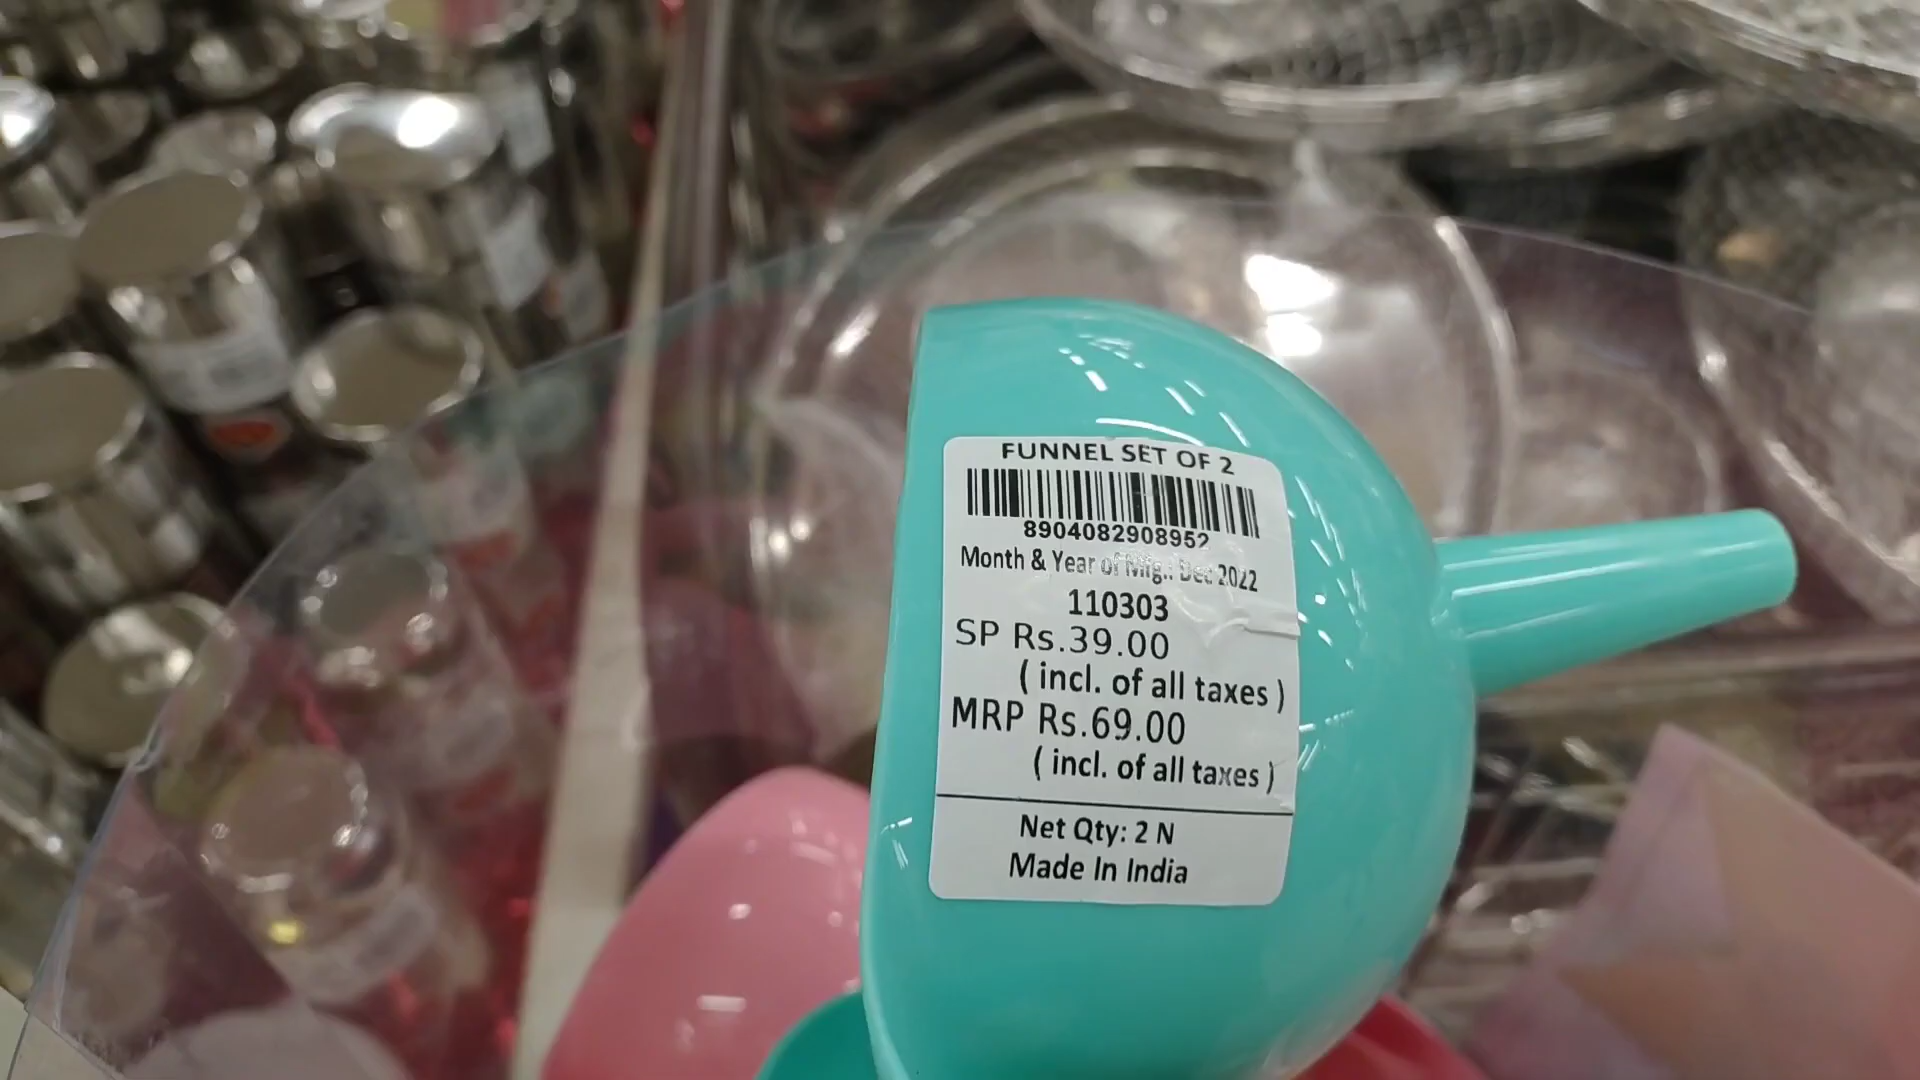 FUNNEL SET OF 2
8904082908952
Month & Year of Mfg.: Dec 2022
110303
SP Rs.39.00
( incl. of all taxes )
MRP Rs.69.00
( incl. of all taxes )
Net Qty: 2 N
Made In India